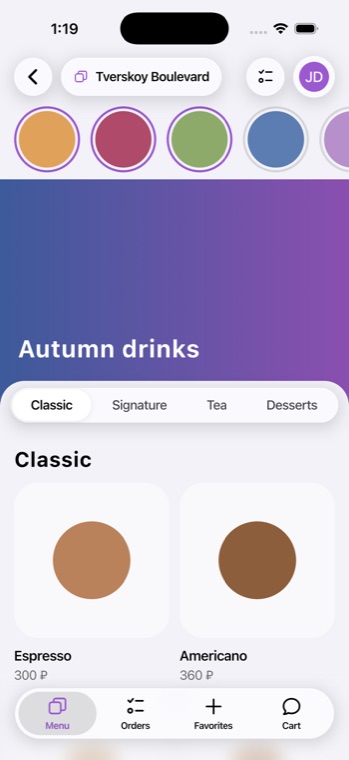 1:19
Tverskoy Boulevard
JD
Autumn drinks
Classic
Signature
Tea
Desserts
Classic
Espresso
Americano
300 ₽
360 ₽
Menu
Orders
Favorites
Cart